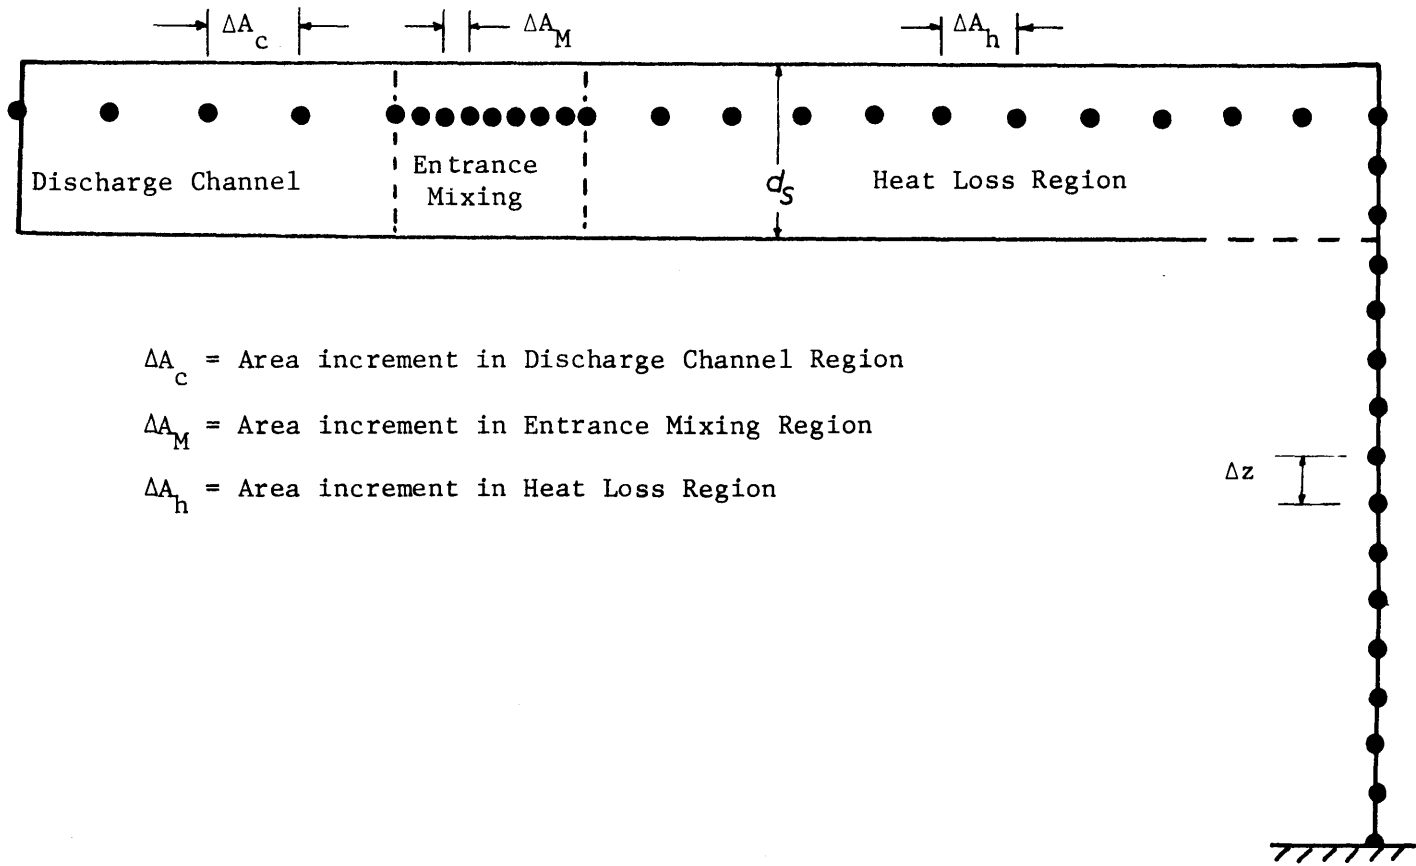 ΔA_c ΔA_M ΔA_h
Discharge Channel
Entrance
Mixing
d_s
Heat Loss Region
ΔA_c = Area increment in Discharge Channel Region
ΔA_M = Area increment in Entrance Mixing Region
ΔA_h = Area increment in Heat Loss Region
Δz